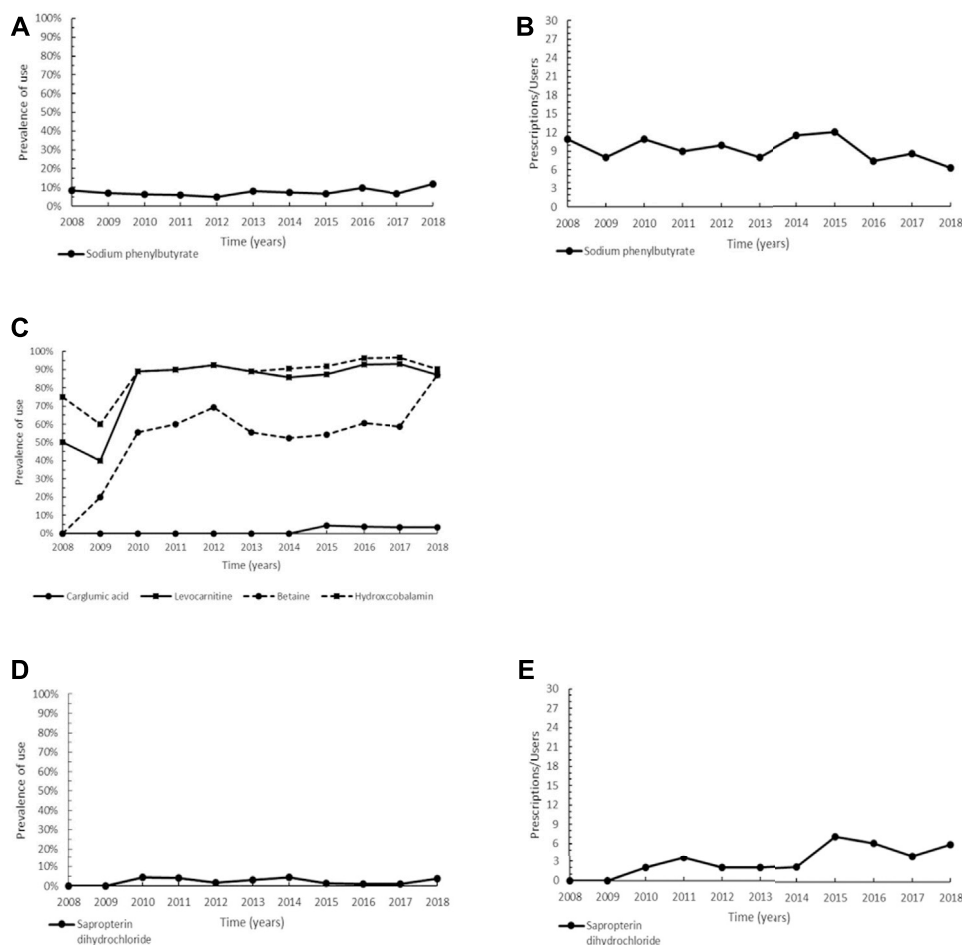 A
100%
90%
80%
70%
60%
50%
40%
30%
20%
10%
0%
Prevalence of use
2008 2009 2010 2011 2012 2013 2014 2015 2016 2017 2018
Time (years)
Sodium phenylbutyrate
B
30
27
24
21
18
15
12
9
6
3
0
Prescriptions/Users
2008 2009 2010 2011 2012 2013 2014 2015 2016 2017 2018
Time (years)
Sodium phenylbutyrate
C
100%
90%
80%
70%
60%
50%
40%
30%
20%
10%
0%
Prevalence of use
2008 2009 2010 2011 2012 2013 2014 2015 2016 2017 2018
Time (years)
Carglumic acid Levocarnitine Betaine Hydroxocobalamin
D
100%
90%
80%
70%
60%
50%
40%
30%
20%
10%
0%
Prevalence of use
2008 2009 2010 2011 2012 2013 2014 2015 2016 2017 2018
Time (years)
Sapropterin
dihydrochloride
E
30
27
24
21
18
15
12
9
6
3
0
Prescriptions/Users
2008 2009 2010 2011 2012 2013 2014 2015 2016 2017 2018
Time (years)
Sapropterin
dihydrochloride